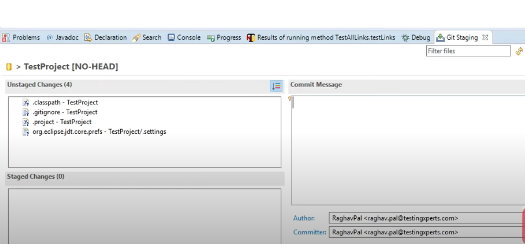 Problems @ Javadoc Declaration Search Console Progress Results of running method TestAllLinks.testLinks Debug Git Staging
Filter files
> TestProject [NO-HEAD]
Unstaged Changes (4)
.classpath - TestProject
.gitignore - TestProject
.project - TestProject
org.eclipse.jdt.core.prefs - TestProject/.settings
Staged Changes (0)
Commit Message
Author: RaghavPal <raghav.pal@testingxperts.com>
Committer: RaghavPal <raghav.pal@testingxperts.com>